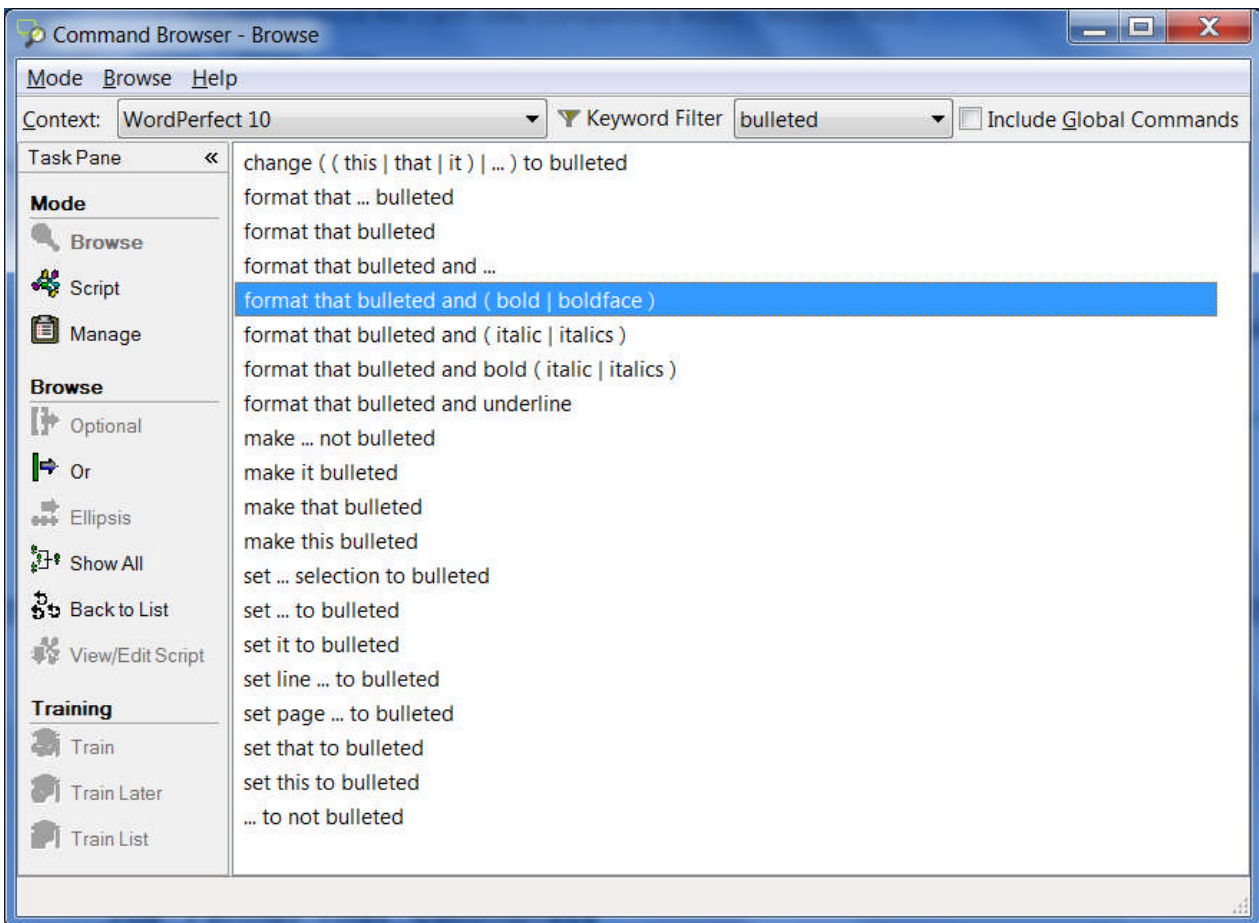 Command Browser - Browse
Mode Browse Help
Context: WordPerfect 10 Keyword Filter bulleted Include Global Commands
Task Pane «
Mode
Browse
Script
Manage
Browse
Optional
Or
Ellipsis
Show All
Back to List
View/Edit Script
Training
Train
Train Later
Train List
change ( ( this | that | it ) | ... ) to bulleted
format that ... bulleted
format that bulleted
format that bulleted and ...
format that bulleted and ( bold | boldface )
format that bulleted and ( italic | italics )
format that bulleted and bold ( italic | italics )
format that bulleted and underline
make ... not bulleted
make it bulleted
make that bulleted
make this bulleted
set ... selection to bulleted
set ... to bulleted
set it to bulleted
set line ... to bulleted
set page ... to bulleted
set that to bulleted
set this to bulleted
... to not bulleted